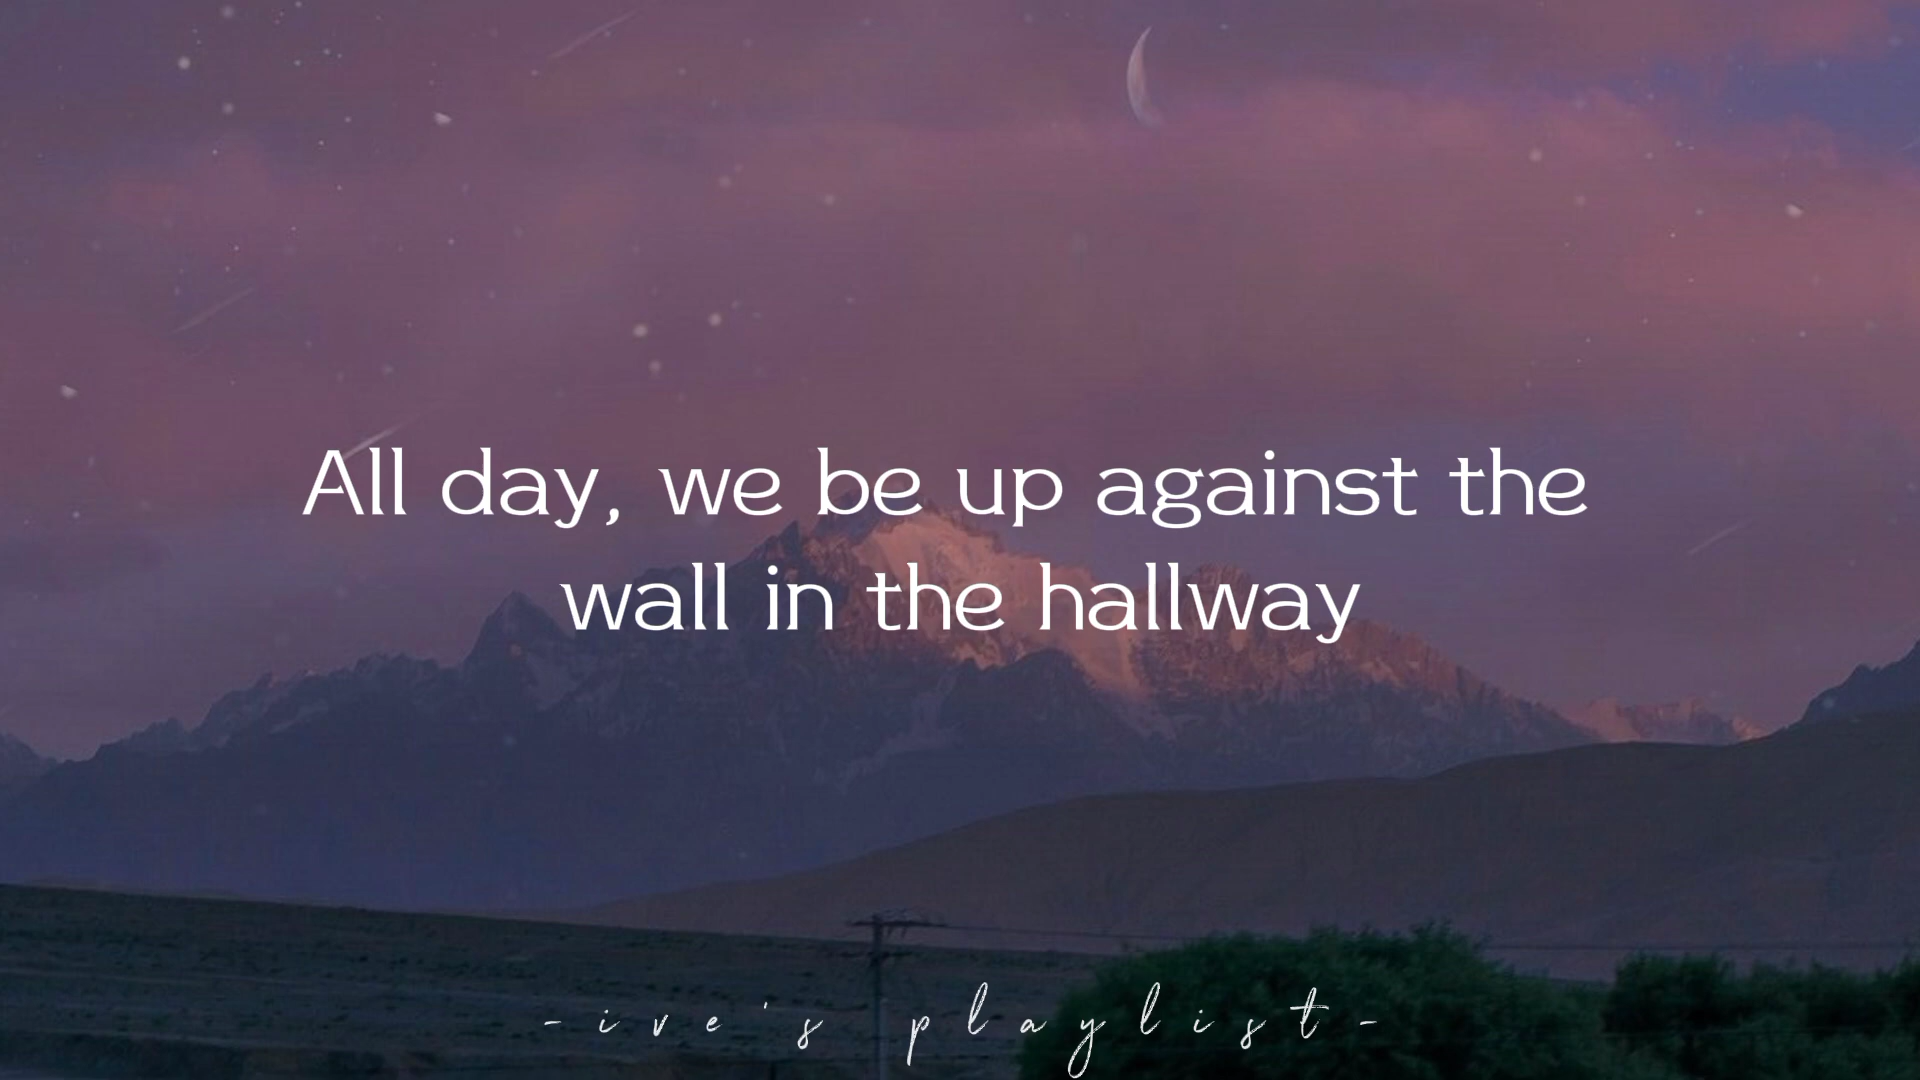 All day, we be up against the
wall in the hallway
-ive's playlist-